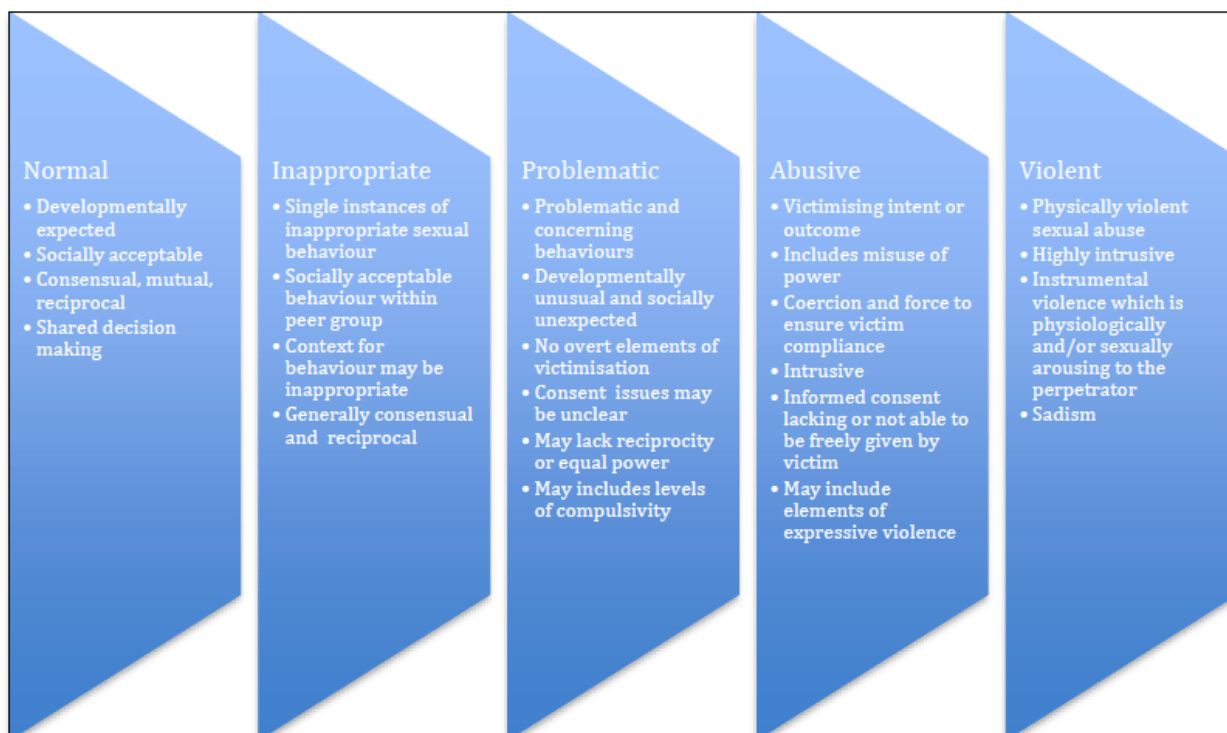 Normal
• Developmentally
expected
• Socially acceptable
• Consensual, mutual,
reciprocal
• Shared decision
making
Inappropriate
• Single instances of
inappropriate sexual
behaviour
• Socially acceptable
behaviour within
peer group
• Context for
behaviour may be
inappropriate
• Generally consensual
and reciprocal
Problematic
• Problematic and
concerning
behaviours
• Developmentally
unusual and socially
unexpected
• No overt elements of
victimisation
• Consent issues may
be unclear
• May lack reciprocity
or equal power
• May includes levels
of compulsivity
Abusive
• Victimising intent or
outcome
• Includes misuse of
power
• Coercion and force to
ensure victim
compliance
• Intrusive
• Informed consent
lacking or not able to
be freely given by
victim
• May include
elements of
expressive violence
Violent
• Physically violent
sexual abuse
• Highly intrusive
• Instrumental
violence which is
physiologically
and/or sexually
arousing to the
perpetrator
• Sadism